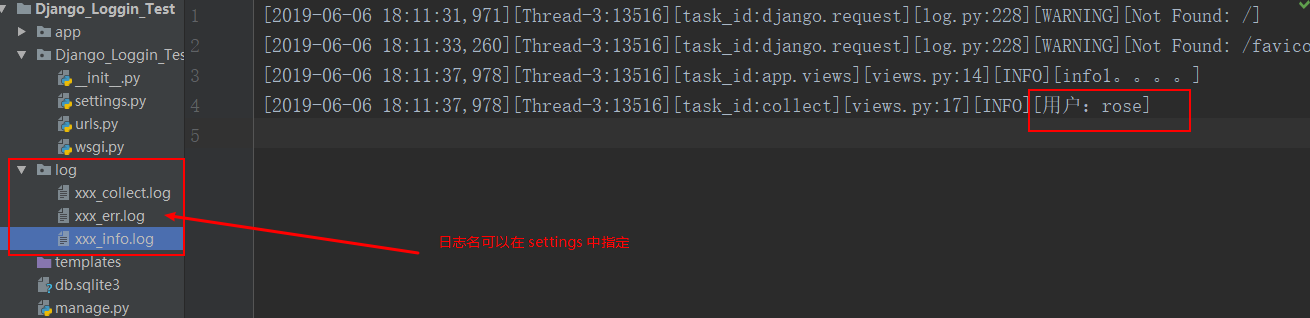 Django_Loggin_Test
app
Django_Loggin_Tes
__init__.py
settings.py
urls.py
wsgi.py
log
xxx_collect.log
xxx_err.log
xxx_info.log
templates
db.sqlite3
manage.py
1 [2019-06-06 18:11:31,971][Thread-3:13516][task_id:django.request][log.py:228][WARNING][Not Found: /]
2 [2019-06-06 18:11:33,260][Thread-3:13516][task_id:django.request][log.py:228][WARNING][Not Found: /favico
3 [2019-06-06 18:11:37,978][Thread-3:13516][task_id:app.views][views.py:14][INFO][info1。。。。]
4 [2019-06-06 18:11:37,978][Thread-3:13516][task_id:collect][views.py:17][INFO][用户：rose]
5
日志名可以在 settings 中指定